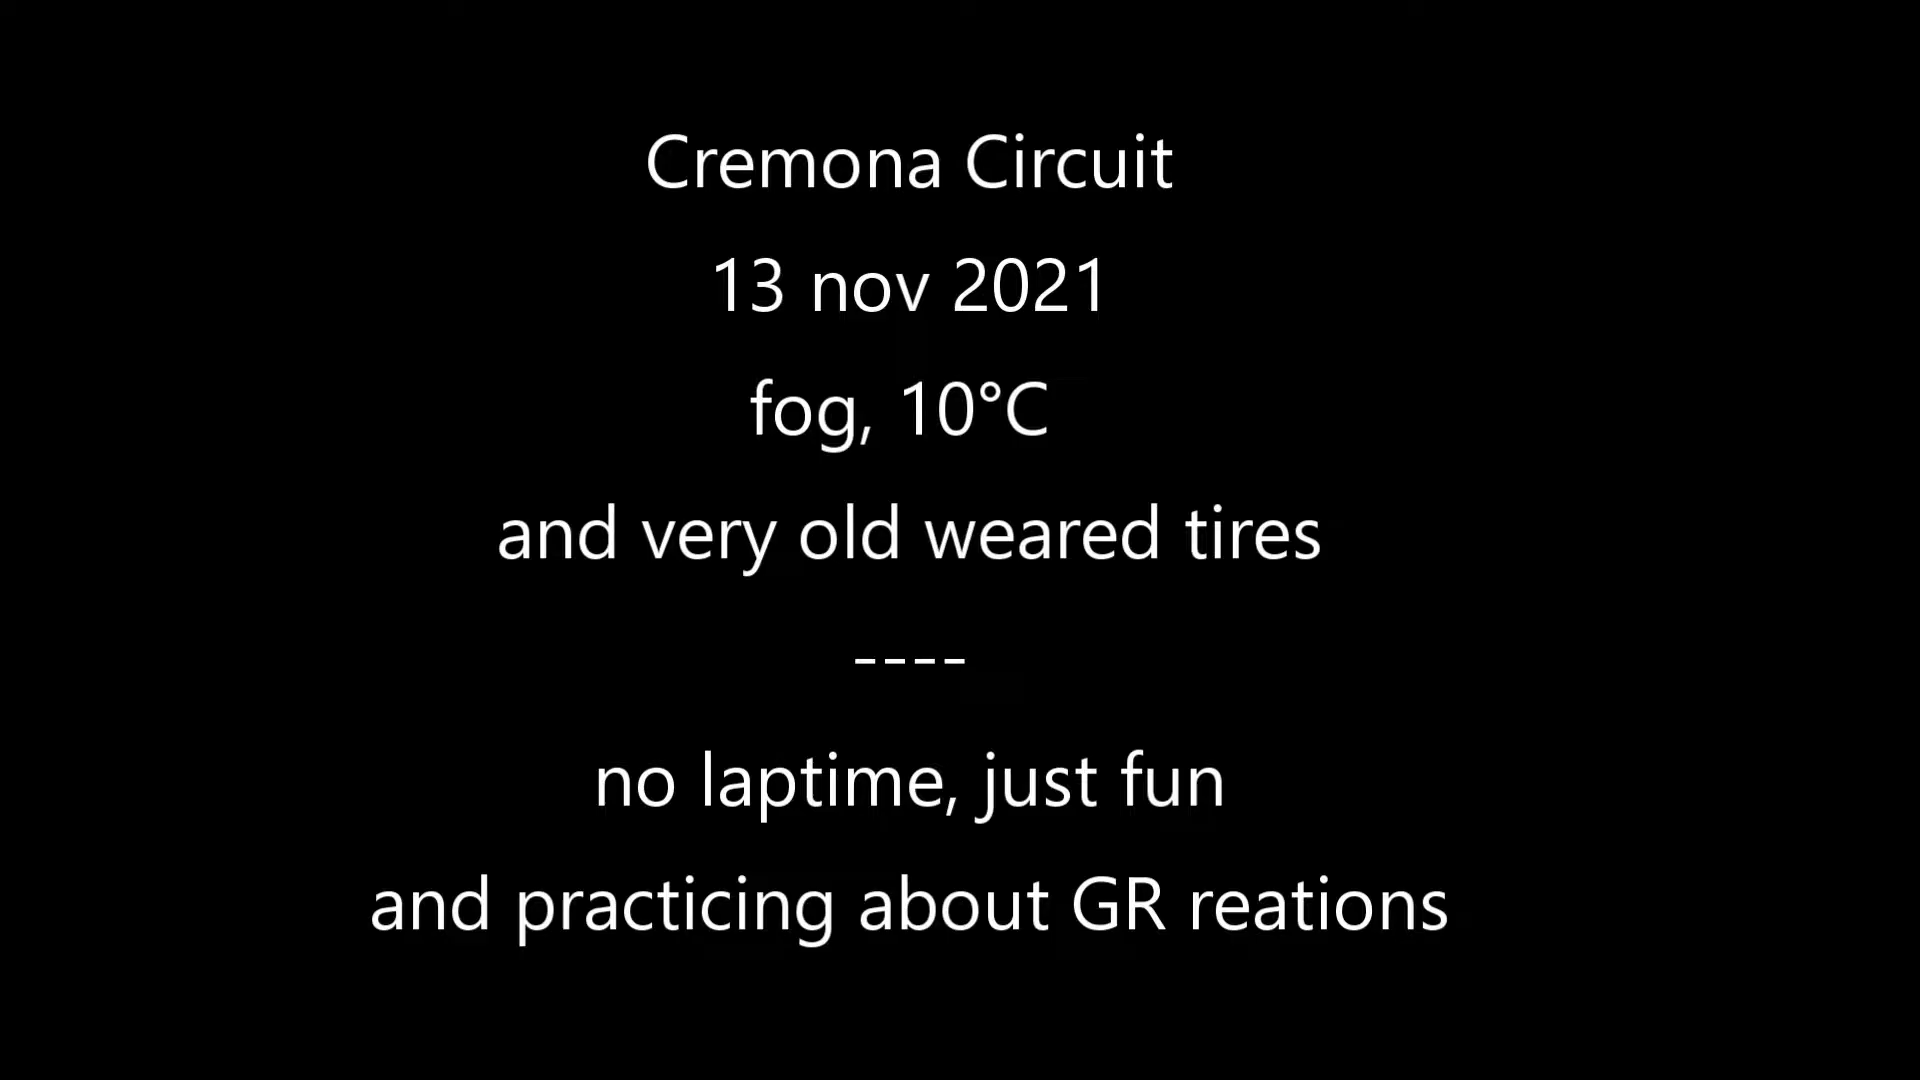 Cremona Circuit
13 nov 2021
fog, 10°C
and very old weared tires
----
no laptime, just fun
and practicing about GR reations